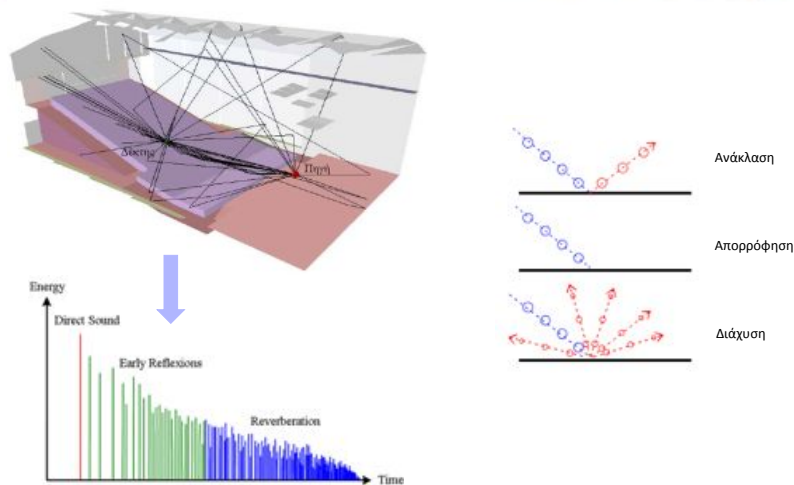 Δέκτης
Πηγή
Energy
Direct Sound
Early Reflexions
Reverberation
Time
Ανάκλαση
Απορρόφηση
Διάχυση